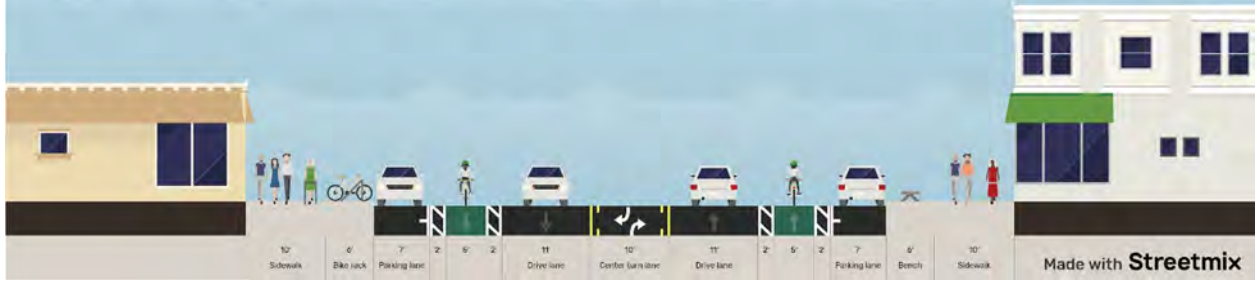 10' 6' 7' 2' 5' 2' 11' 10' 11' 2' 5' 2' 7' 6' 10'
Sidewalk Bike rack Parking lane Drive lane Center turn lane Drive lane Parking lane Bench Sidewalk
Made with Streetmix